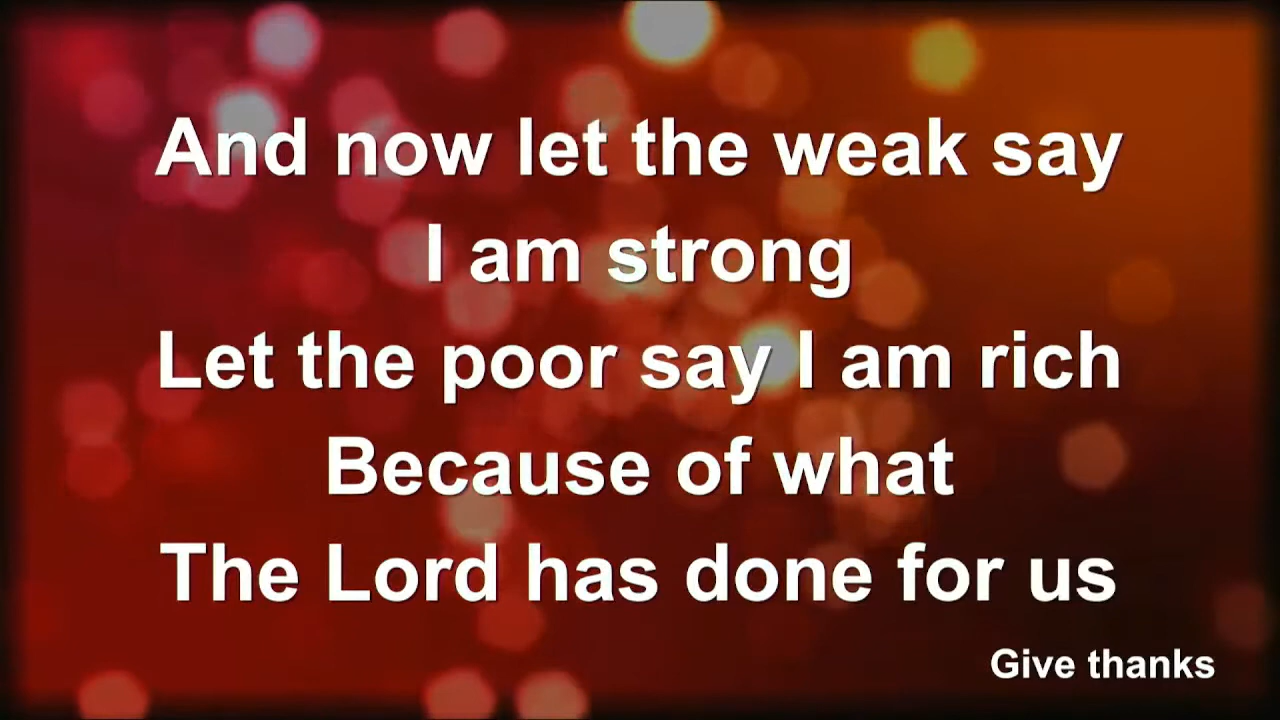 And now let the weak say
I am strong
Let the poor say I am rich
Because of what
The Lord has done for us
Give thanks